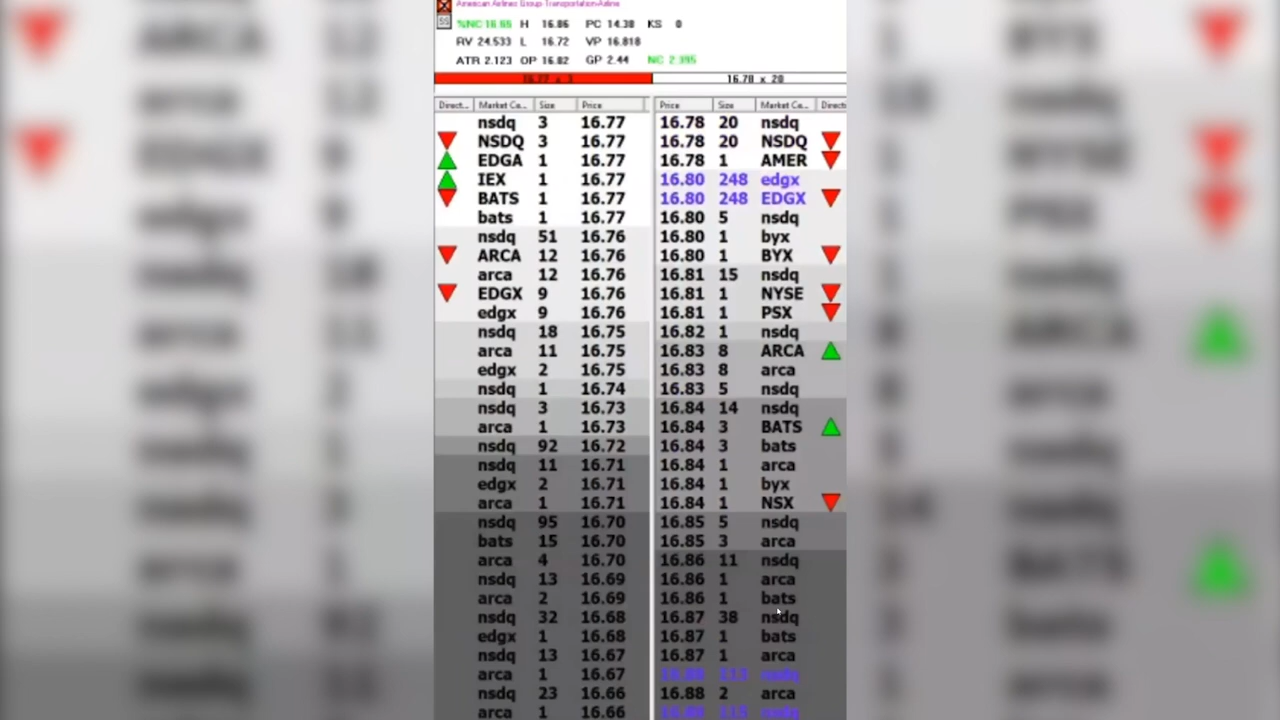 American Airlines Group-Transportation-Airline
SS %NC 16.65 H 16.86 PC 14.38 KS 0
RV 24.533 L 16.72 VP 16.818
ATR 2.123 OP 16.82 GP 2.44 NC 2.395
16.77 x 3 16.78 x 20
Direct... Market Ce... Size Price Price Size Market Ce... Directi
nsdq 3 16.77 16.78 20 nsdq
NSDQ 3 16.77 16.78 20 NSDQ
EDGA 1 16.77 16.78 1 AMER
IEX 1 16.77 16.80 248 edgx
BATS 1 16.77 16.80 248 EDGX
bats 1 16.77 16.80 5 nsdq
nsdq 51 16.76 16.80 1 byx
ARCA 12 16.76 16.80 1 BYX
arca 12 16.76 16.81 15 nsdq
EDGX 9 16.76 16.81 1 NYSE
edgx 9 16.76 16.81 1 PSX
nsdq 18 16.75 16.82 1 nsdq
arca 11 16.75 16.83 8 ARCA
edgx 2 16.75 16.83 8 arca
nsdq 1 16.74 16.83 5 nsdq
nsdq 3 16.73 16.84 14 nsdq
arca 1 16.73 16.84 3 BATS
nsdq 92 16.72 16.84 3 bats
nsdq 11 16.71 16.84 1 arca
edgx 2 16.71 16.84 1 byx
arca 1 16.71 16.84 1 NSX
nsdq 95 16.70 16.85 5 nsdq
bats 15 16.70 16.85 3 arca
arca 4 16.70 16.86 11 nsdq
nsdq 13 16.69 16.86 1 arca
arca 2 16.69 16.86 1 bats
nsdq 32 16.68 16.87 38 nsdq
edgx 1 16.68 16.87 1 bats
nsdq 13 16.67 16.87 1 arca
arca 1 16.67 16.88 113 nsdq
nsdq 23 16.66 16.88 2 arca
arca 1 16.66